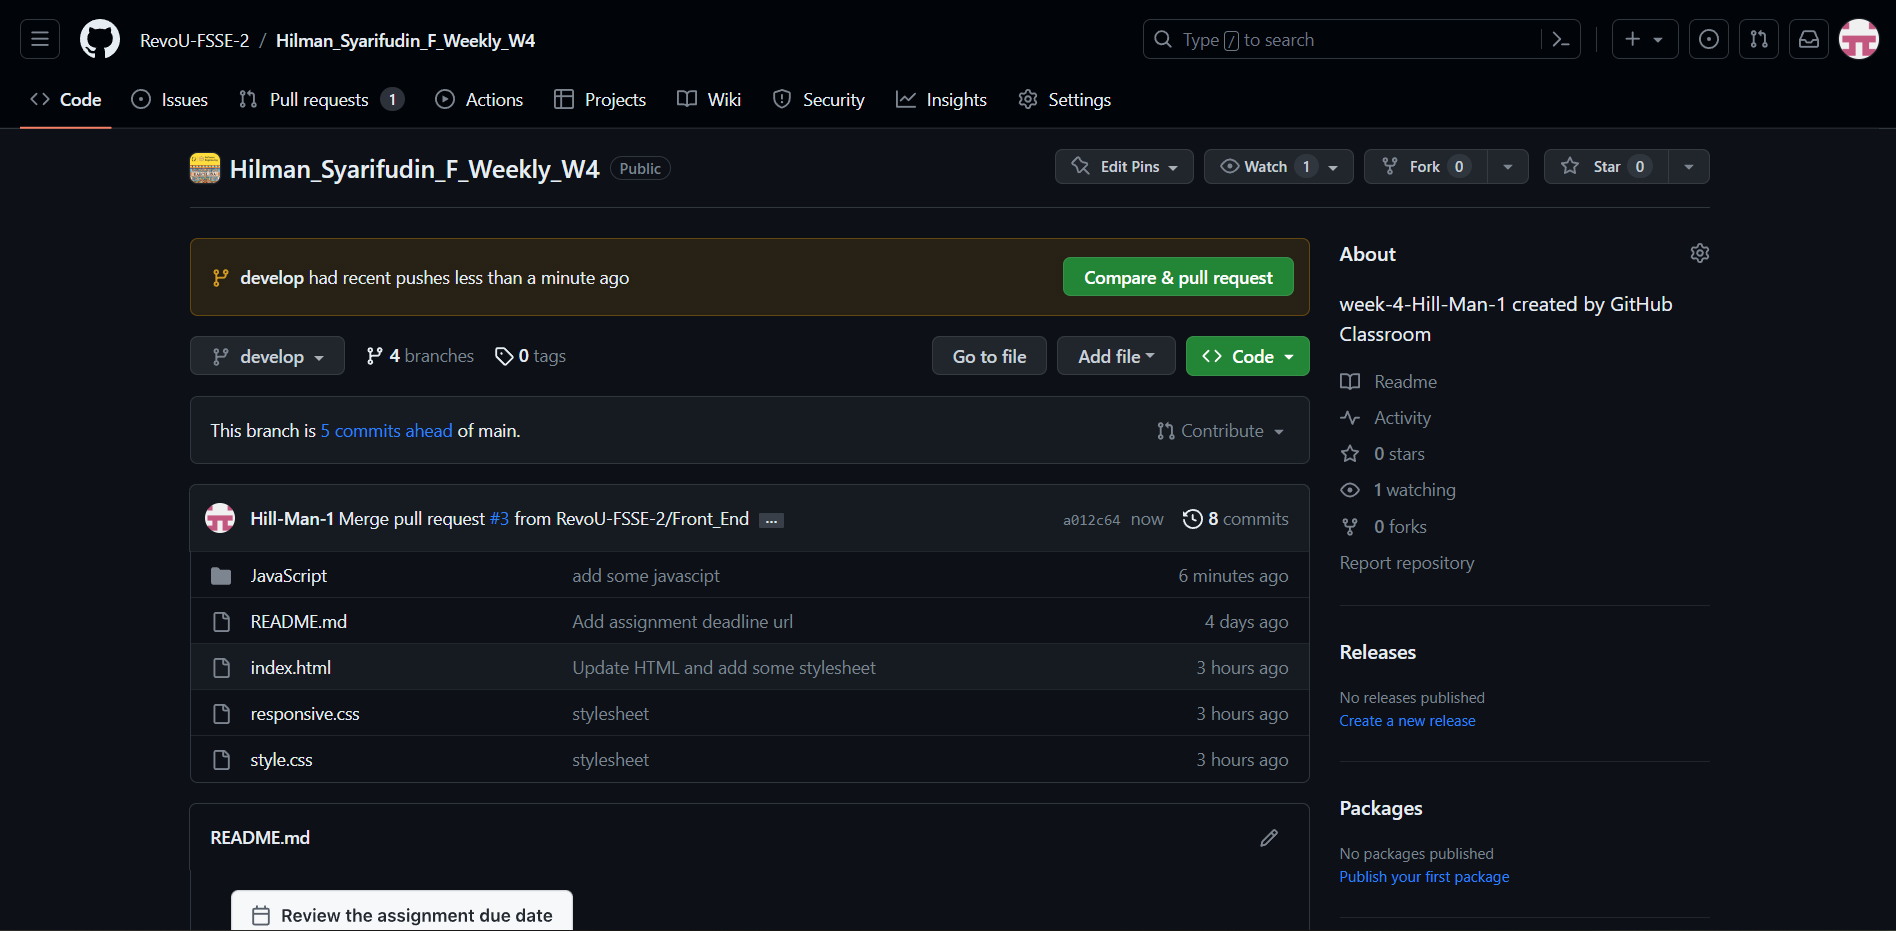 RevoU-FSSE-2 / Hilman_Syarifudin_F_Weekly_W4
Type / to search
Code Issues Pull requests 1 Actions Projects Wiki Security Insights Settings
Hilman_Syarifudin_F_Weekly_W4 Public
Edit Pins Watch 1 Fork 0 Star 0
develop had recent pushes less than a minute ago
Compare & pull request
develop 4 branches 0 tags
Go to file Add file Code
This branch is 5 commits ahead of main.
Contribute
Hill-Man-1 Merge pull request #3 from RevoU-FSSE-2/Front_End ... a012c64 now 8 commits
JavaScript add some javascipt 6 minutes ago
README.md Add assignment deadline url 4 days ago
index.html Update HTML and add some stylesheet 3 hours ago
responsive.css stylesheet 3 hours ago
style.css stylesheet 3 hours ago
README.md
Review the assignment due date
About
week-4-Hill-Man-1 created by GitHub
Classroom
Readme
Activity
0 stars
1 watching
0 forks
Report repository
Releases
No releases published
Create a new release
Packages
No packages published
Publish your first package